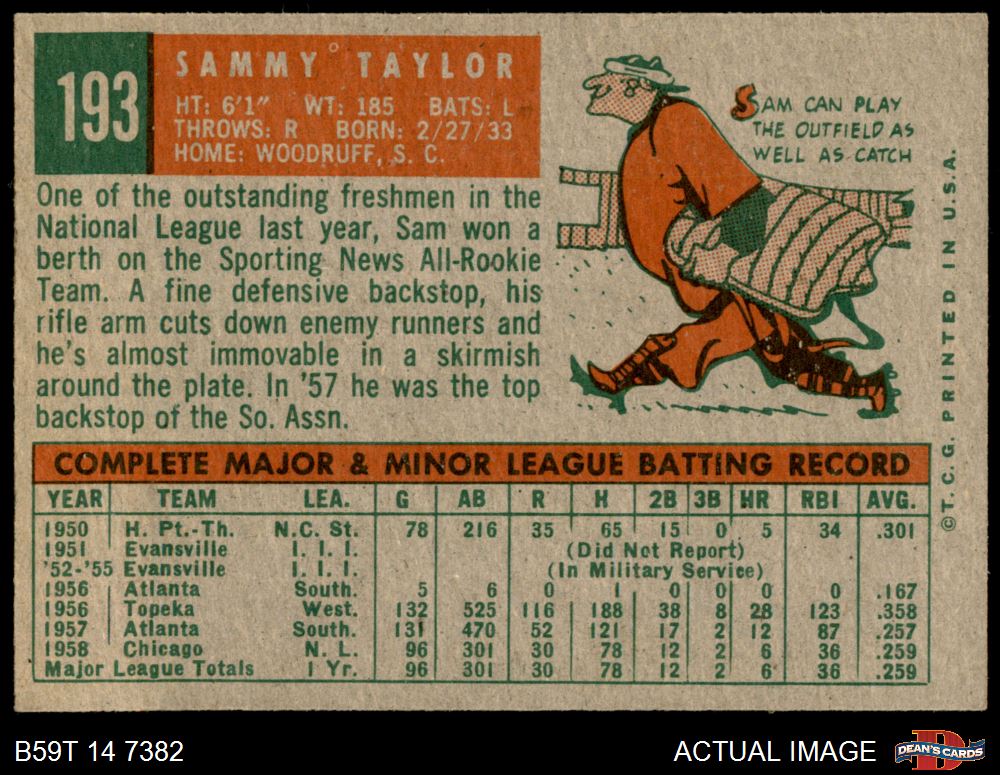 193
SAMMY TAYLOR
HT: 6'1" WT: 185 BATS: L
THROWS: R BORN: 2/27/33
HOME: WOODRUFF, S. C.
One of the outstanding freshmen in the
National League last year, Sam won a
berth on the Sporting News All-Rookie
Team. A fine defensive backstop, his
rifle arm cuts down enemy runners and
he's almost immovable in a skirmish
around the plate. In '57 he was the top
backstop of the So. Assn.
SAM CAN PLAY
THE OUTFIELD AS
WELL AS CATCH
©T. C. G. PRINTED IN U.S.A.
COMPLETE MAJOR & MINOR LEAGUE BATTING RECORD
YEAR TEAM LEA. G AB R H 2B 3B HR RBI AVG.
1950 H. Pt.-Th. N.C. St. 78 216 35 65 15 0 5 34 .301
1951 Evansville I. I. I. (Did Not Report)
'52-'55 Evansville I. I. I. (In Military Service)
1956 Atlanta South. 5 6 0 1 0 0 0 0 .167
1956 Topeka West. 132 525 116 188 38 8 28 123 .358
1957 Atlanta South. 131 470 52 121 17 2 12 87 .257
1958 Chicago N. L. 96 301 30 78 12 2 6 36 .259
Major League Totals 1 Yr. 96 301 30 78 12 2 6 36 .259
B59T 14 7382
ACTUAL IMAGE
D
DEAN'S CARDS